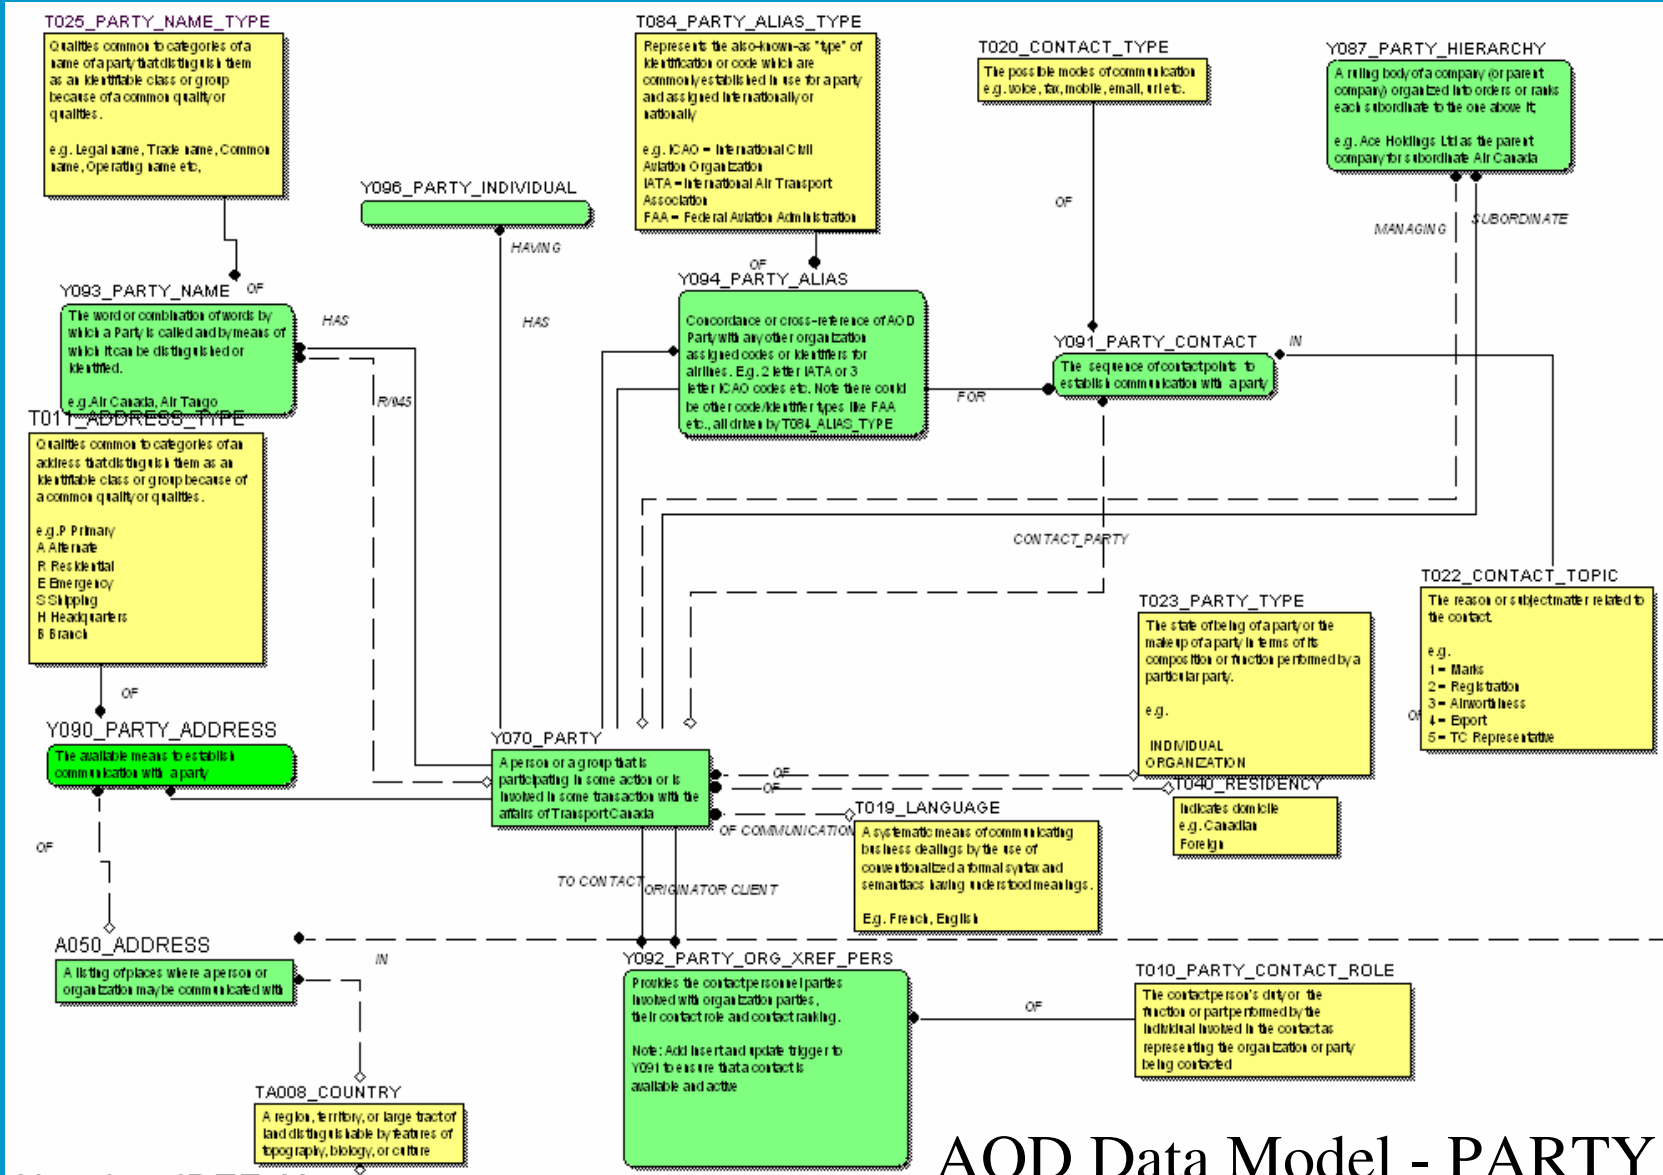 T025_PARTY_NAME_TYPE
Qualities common to categories of a
name of a party that distinguish them
as an identifiable class or group
because of a common quality or
qualities.
e.g. Legal name, Trade name, Common
name, Operating name etc,
T084_PARTY_ALIAS_TYPE
Represents the also-known-as "type" of
identification or code which are
commonly established in use for a party
and assigned internationally or
nationally
e.g. ICAO = International Civil
Aviation Organization
IATA = International Air Transport
Association
FAA = Federal Aviation Administration
T020_CONTACT_TYPE
The possible modes of communication
e.g. voice, fax, mobile, email, url etc.
Y087_PARTY_HIERARCHY
A ruling body of a company (or parent
company) organized into orders or ranks
each subordinate to the one above it;
e.g. Ace Holdings Ltd as the parent
company for subordinate Air Canada
Y096_PARTY_INDIVIDUAL
HAVING
OF
MANAGING
SUBORDINATE
OF
OF
Y093_PARTY_NAME
The word or combination of words by
which a Party is called and by means of
which it can be distinguished or
identified.
e.g.Air Canada, Air Tango
HAS
HAS
R/045
Y094_PARTY_ALIAS
Concordance or cross-reference of AOD
Party with any other organization
assigned codes or identifiers for
airlines. E.g. 2 letter IATA or 3
letter ICAO codes etc. Note there could
be other code/identifier types like FAA
etc., all driven by T084_ALIAS_TYPE
FOR
Y091_PARTY_CONTACT
The sequence of contact points to
establish communication with a party
IN
T011_ADDRESS_TYPE
Qualities common to categories of an
address that distinguish them as an
identifiable class or group because of
a common quality or qualities.
e.g.P Primary
A Alternate
R Residential
E Emergency
S Shipping
H Headquarters
B Branch
OF
CONTACT_PARTY
T023_PARTY_TYPE
The state of being of a party or the
makeup of a party in terms of its
composition or function performed by a
particular party.
e.g.
INDIVIDUAL
ORGANIZATION
T022_CONTACT_TOPIC
The reason or subject matter related to
the contact.
e.g.
1 = Marks
2 = Registration
3 = Airworthiness
4 = Export
5 = TC Representative
Y090_PARTY_ADDRESS
The available means to establish
communication with a party
OF
Y070_PARTY
A person or a group that is
participating in some action or is
involved in some transaction with the
affairs of Transport Canada
OF
OF
OF COMMUNICATION
T019_LANGUAGE
A systematic means of communicating
business dealings by the use of
conventionalized a formal syntax and
semantiacs having understood meanings.
E.g. French, English
T040_RESIDENCY
Indicates domicile
e.g. Canadian
Foreign
TO CONTACT
ORIGINATOR CLIENT
A050_ADDRESS
A listing of places where a person or
organization may be communicated with
IN
Y092_PARTY_ORG_XREF_PERS
Provides the contact personnel parties
involved with organization parties,
their contact role and contact ranking.
Note: Add insert and update trigger to
Y091 to ensure that a contact is
available and active
OF
T010_PARTY_CONTACT_ROLE
The contact person's duty or the
function or part performed by the
individual involved in the contact as
representing the organization or party
being contacted
TA008_COUNTRY
A region, territory, or large tract of
land distinguishable by features of
topography, biology, or culture
AOD Data Model - PARTY